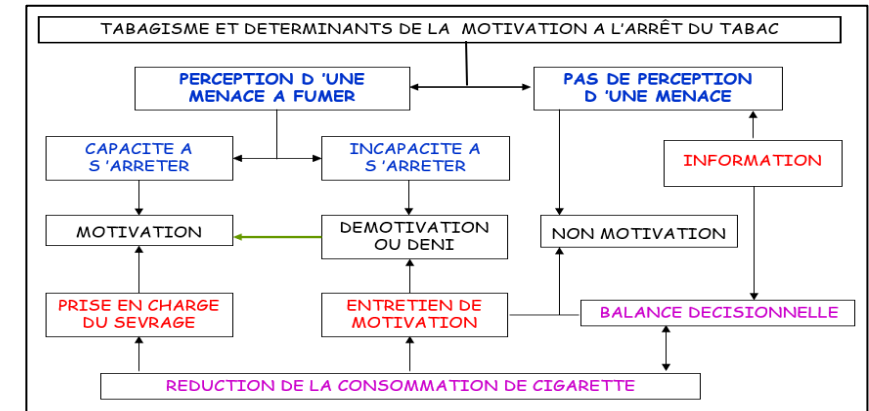 TABAGISME ET DETERMINANTS DE LA MOTIVATION A L'ARRÊT DU TABAC
PERCEPTION D 'UNE
MENACE A FUMER
PAS DE PERCEPTION
D 'UNE MENACE
CAPACITE A
S 'ARRETER
INCAPACITE A
S 'ARRETER
INFORMATION
MOTIVATION
DEMOTIVATION
OU DENI
NON MOTIVATION
PRISE EN CHARGE
DU SEVRAGE
ENTRETIEN DE
MOTIVATION
BALANCE DECISIONNELLE
REDUCTION DE LA CONSOMMATION DE CIGARETTE